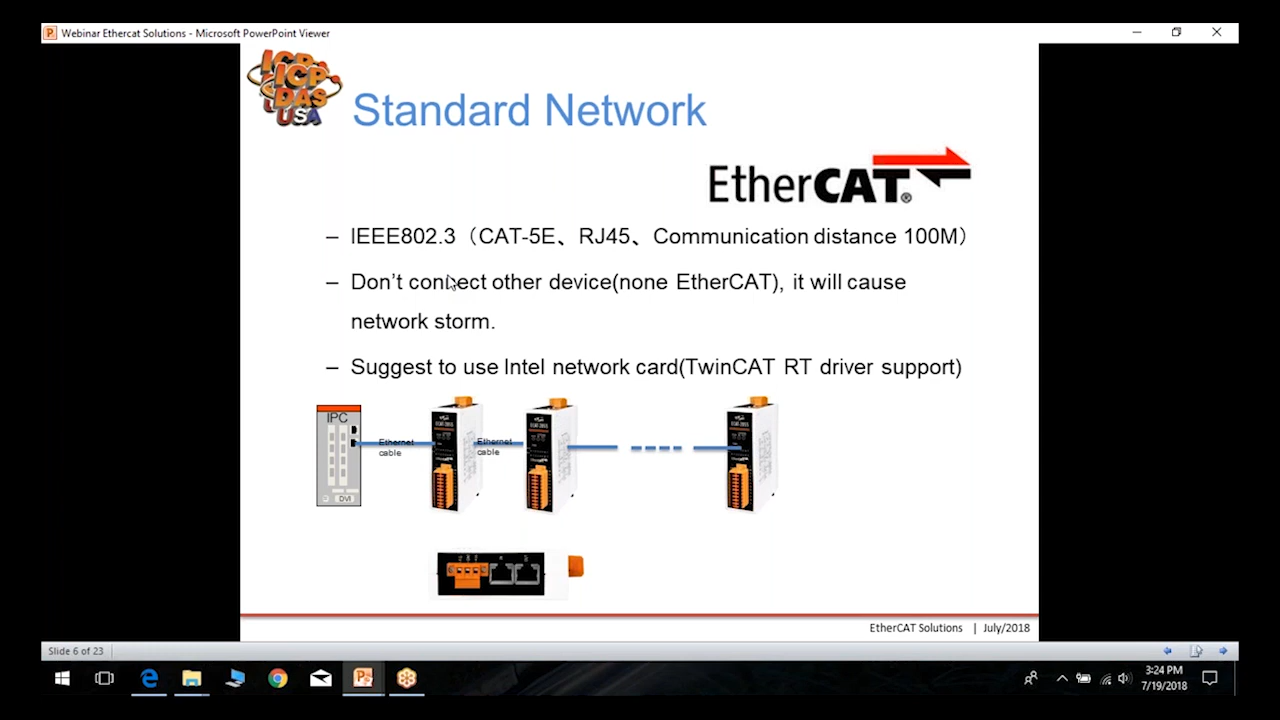 Webinar Ethercat Solutions - Microsoft PowerPoint Viewer
ICP
ICP
DAS
USA
Standard Network
EtherCAT®
– IEEE802.3（CAT-5E、RJ45、Communication distance 100M）
– Don’t connect other device(none EtherCAT), it will cause
network storm.
– Suggest to use Intel network card(TwinCAT RT driver support)
IPC
Ethernet
cable
Ethernet
cable
DVI
EtherCAT Solutions | July/2018
Slide 6 of 23
3:24 PM
7/19/2018